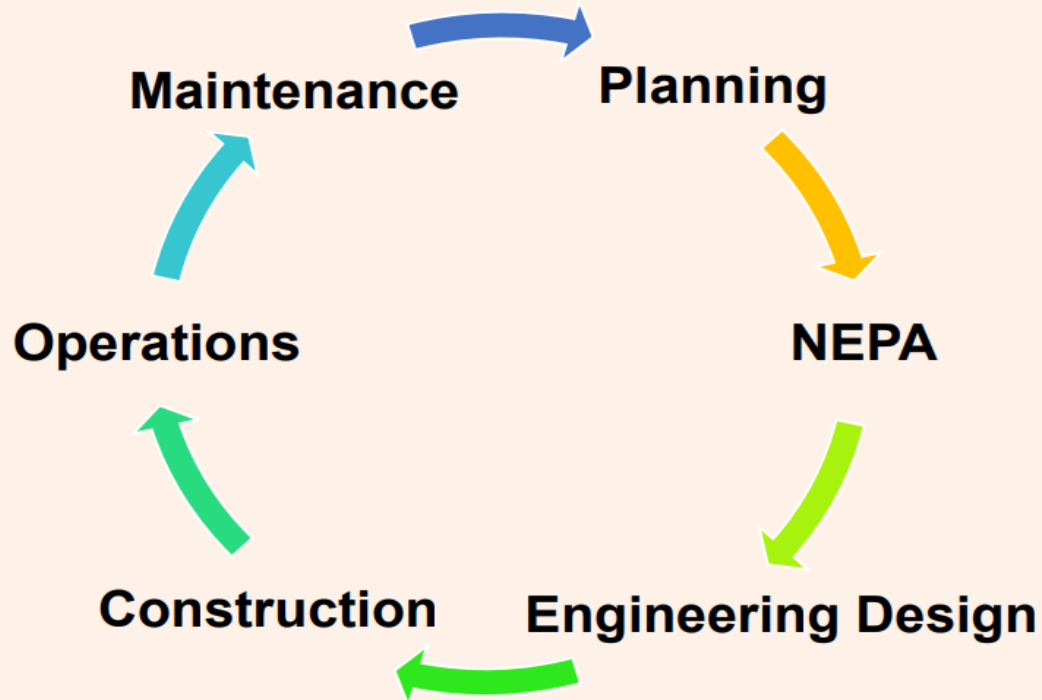 Maintenance
Planning
NEPA
Engineering Design
Construction
Operations